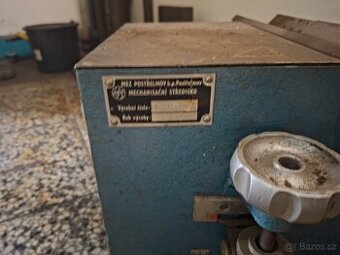 MEZ POSTŘELMOV n.p. Postřelmov
MECHANISAČNÍ STŘEDISKO
Výrobní číslo
Rok výroby
Bazos.cz